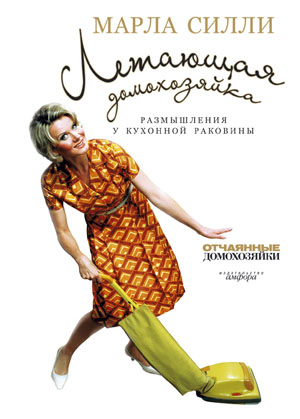 МАРЛА СИЛЛИ
Летающая
домохозяйка
РАЗМЫШЛЕНИЯ
У КУХОННОЙ РАКОВИНЫ
ОТЧАЯННЫЕ
ДОМОХОЗЯЙКИ
ИЗДАТЕЛЬСТВО
амфора